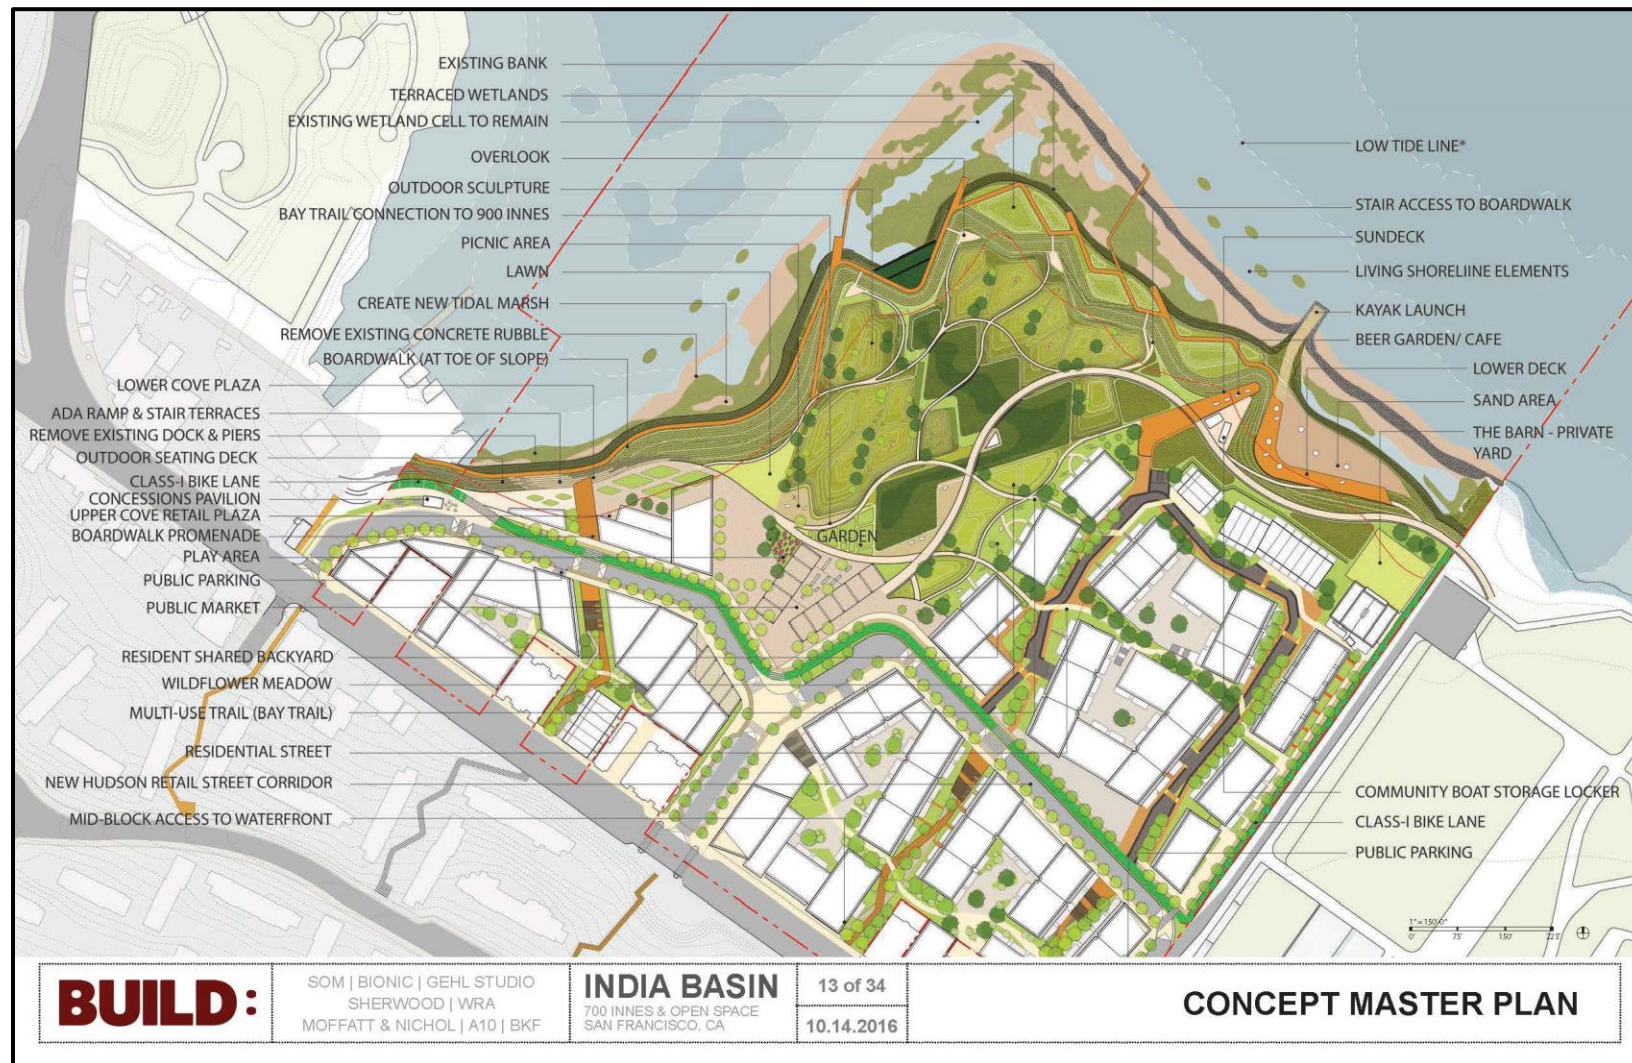 EXISTING BANK
TERRACED WETLANDS
EXISTING WETLAND CELL TO REMAIN
OVERLOOK
OUTDOOR SCULPTURE
BAY TRAIL CONNECTION TO 900 INNES
PICNIC AREA
LAWN
CREATE NEW TIDAL MARSH
REMOVE EXISTING CONCRETE RUBBLE
BOARDWALK (AT TOE OF SLOPE)
LOWER COVE PLAZA
ADA RAMP & STAIR TERRACES
REMOVE EXISTING DOCK & PIERS
OUTDOOR SEATING DECK
CLASS-I BIKE LANE
CONCESSIONS PAVILION
UPPER COVE RETAIL PLAZA
BOARDWALK PROMENADE
PLAY AREA
PUBLIC PARKING
PUBLIC MARKET
RESIDENT SHARED BACKYARD
WILDFLOWER MEADOW
MULTI-USE TRAIL (BAY TRAIL)
RESIDENTIAL STREET
NEW HUDSON RETAIL STREET CORRIDOR
MID-BLOCK ACCESS TO WATERFRONT
GARDEN
LOW TIDE LINE*
STAIR ACCESS TO BOARDWALK
SUNDECK
LIVING SHORELIINE ELEMENTS
KAYAK LAUNCH
BEER GARDEN/ CAFE
LOWER DECK
SAND AREA
THE BARN - PRIVATE
YARD
COMMUNITY BOAT STORAGE LOCKER
CLASS-I BIKE LANE
PUBLIC PARKING
1" = 150'-0"
0' 75' 150' 225'
BUILD:
SOM | BIONIC | GEHL STUDIO
SHERWOOD | WRA
MOFFATT & NICHOL | A10 | BKF
INDIA BASIN
700 INNES & OPEN SPACE
SAN FRANCISCO, CA
13 of 34
10.14.2016
CONCEPT MASTER PLAN